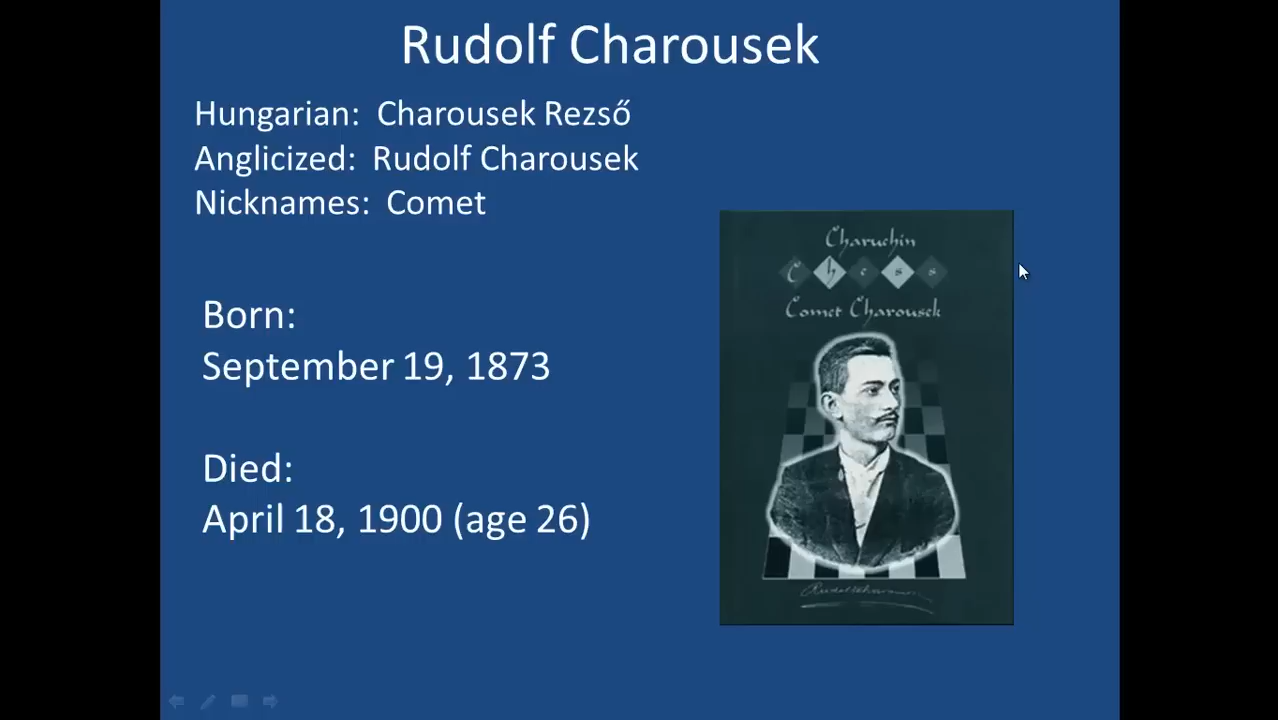 Rudolf Charousek
Hungarian: Charousek Rezső
Anglicized: Rudolf Charousek
Nicknames: Comet
Born:
September 19, 1873
Died:
April 18, 1900 (age 26)
Charuchin
Chess
Comet Charousek